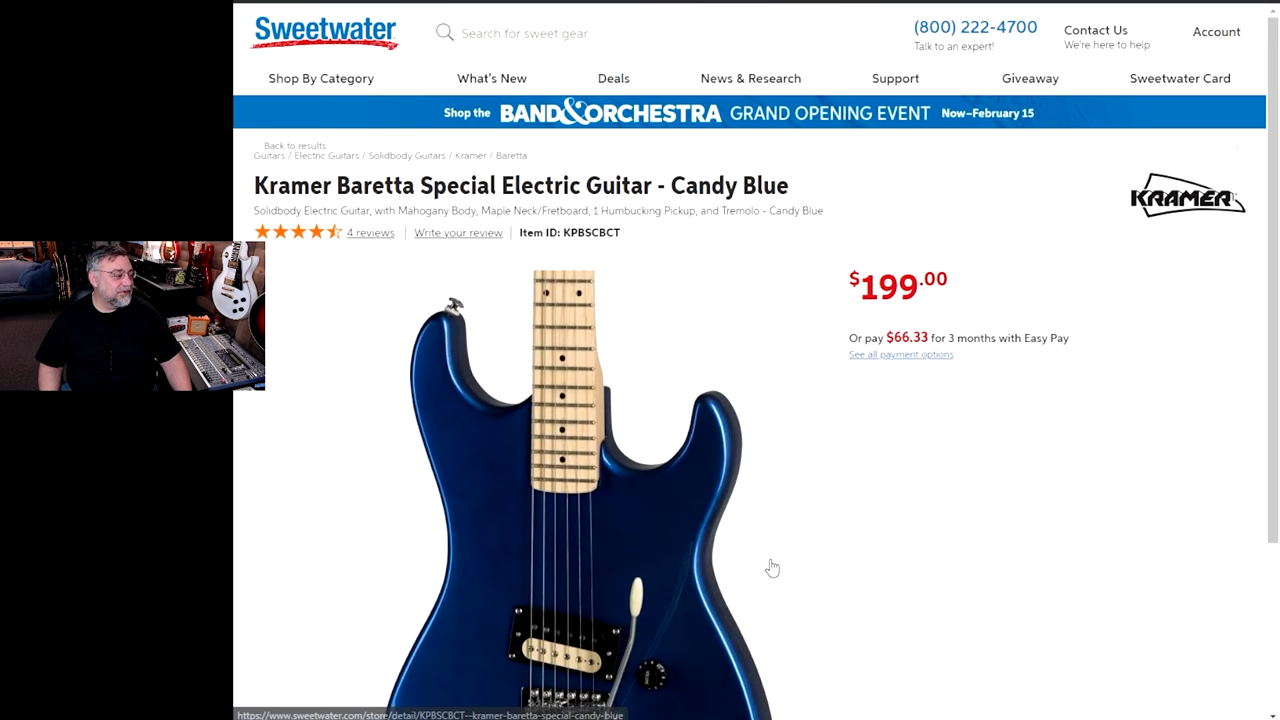 Sweetwater
Search for sweet gear
(800) 222-4700
Talk to an expert!
Contact Us
We're here to help
Account
Shop By Category
What's New
Deals
News & Research
Support
Giveaway
Sweetwater Card
Shop the BAND&ORCHESTRA GRAND OPENING EVENT Now–February 15
Back to results
Guitars / Electric Guitars / Solidbody Guitars / Kramer / Baretta
Kramer Baretta Special Electric Guitar - Candy Blue
KRAMER
Solidbody Electric Guitar, with Mahogany Body, Maple Neck/Fretboard, 1 Humbucking Pickup, and Tremolo - Candy Blue
4 reviews
Write your review
Item ID: KPBSCBCT
$199.00
Or pay $66.33 for 3 months with Easy Pay
See all payment options
https://www.sweetwater.com/store/detail/KPBSCBCT--kramer-baretta-special-candy-blue